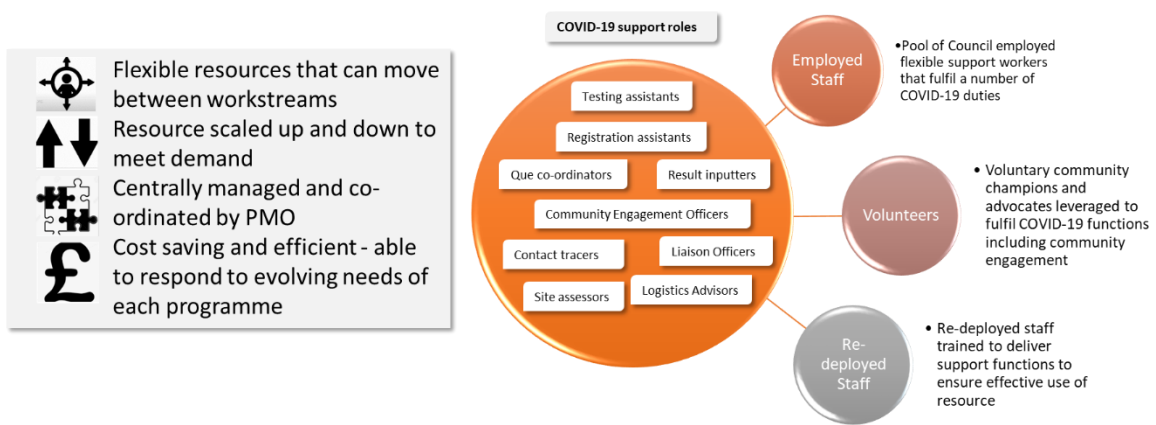 Flexible resources that can move
between workstreams
Resource scaled up and down to
meet demand
Centrally managed and co-
ordinated by PMO
Cost saving and efficient - able
to respond to evolving needs of
each programme
COVID-19 support roles
Testing assistants
Registration assistants
Que co-ordinators
Result inputters
Community Engagement Officers
Contact tracers
Liaison Officers
Site assessors
Logistics Advisors
Employed
Staff
•Pool of Council employed
flexible support workers
that fulfil a number of
COVID-19 duties
Volunteers
• Voluntary community
champions and
advocates leveraged to
fulfil COVID-19 functions
including community
engagement
Re-
deployed
Staff
• Re-deployed staff
trained to deliver
support functions to
ensure effective use of
resource